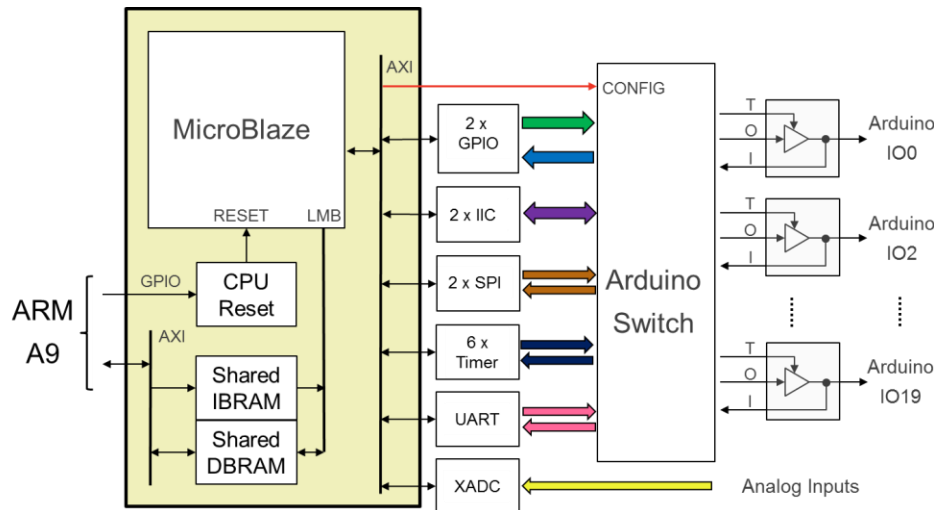 MicroBlaze
RESET
LMB
AXI
GPIO
CPU
Reset
ARM
A9
AXI
Shared
IBRAM
Shared
DBRAM
2 x
GPIO
2 x IIC
2 x SPI
6 x
Timer
UART
XADC
CONFIG
Arduino
Switch
T
O
I
Arduino
IO0
T
O
I
Arduino
IO2
T
O
I
Arduino
IO19
Analog Inputs